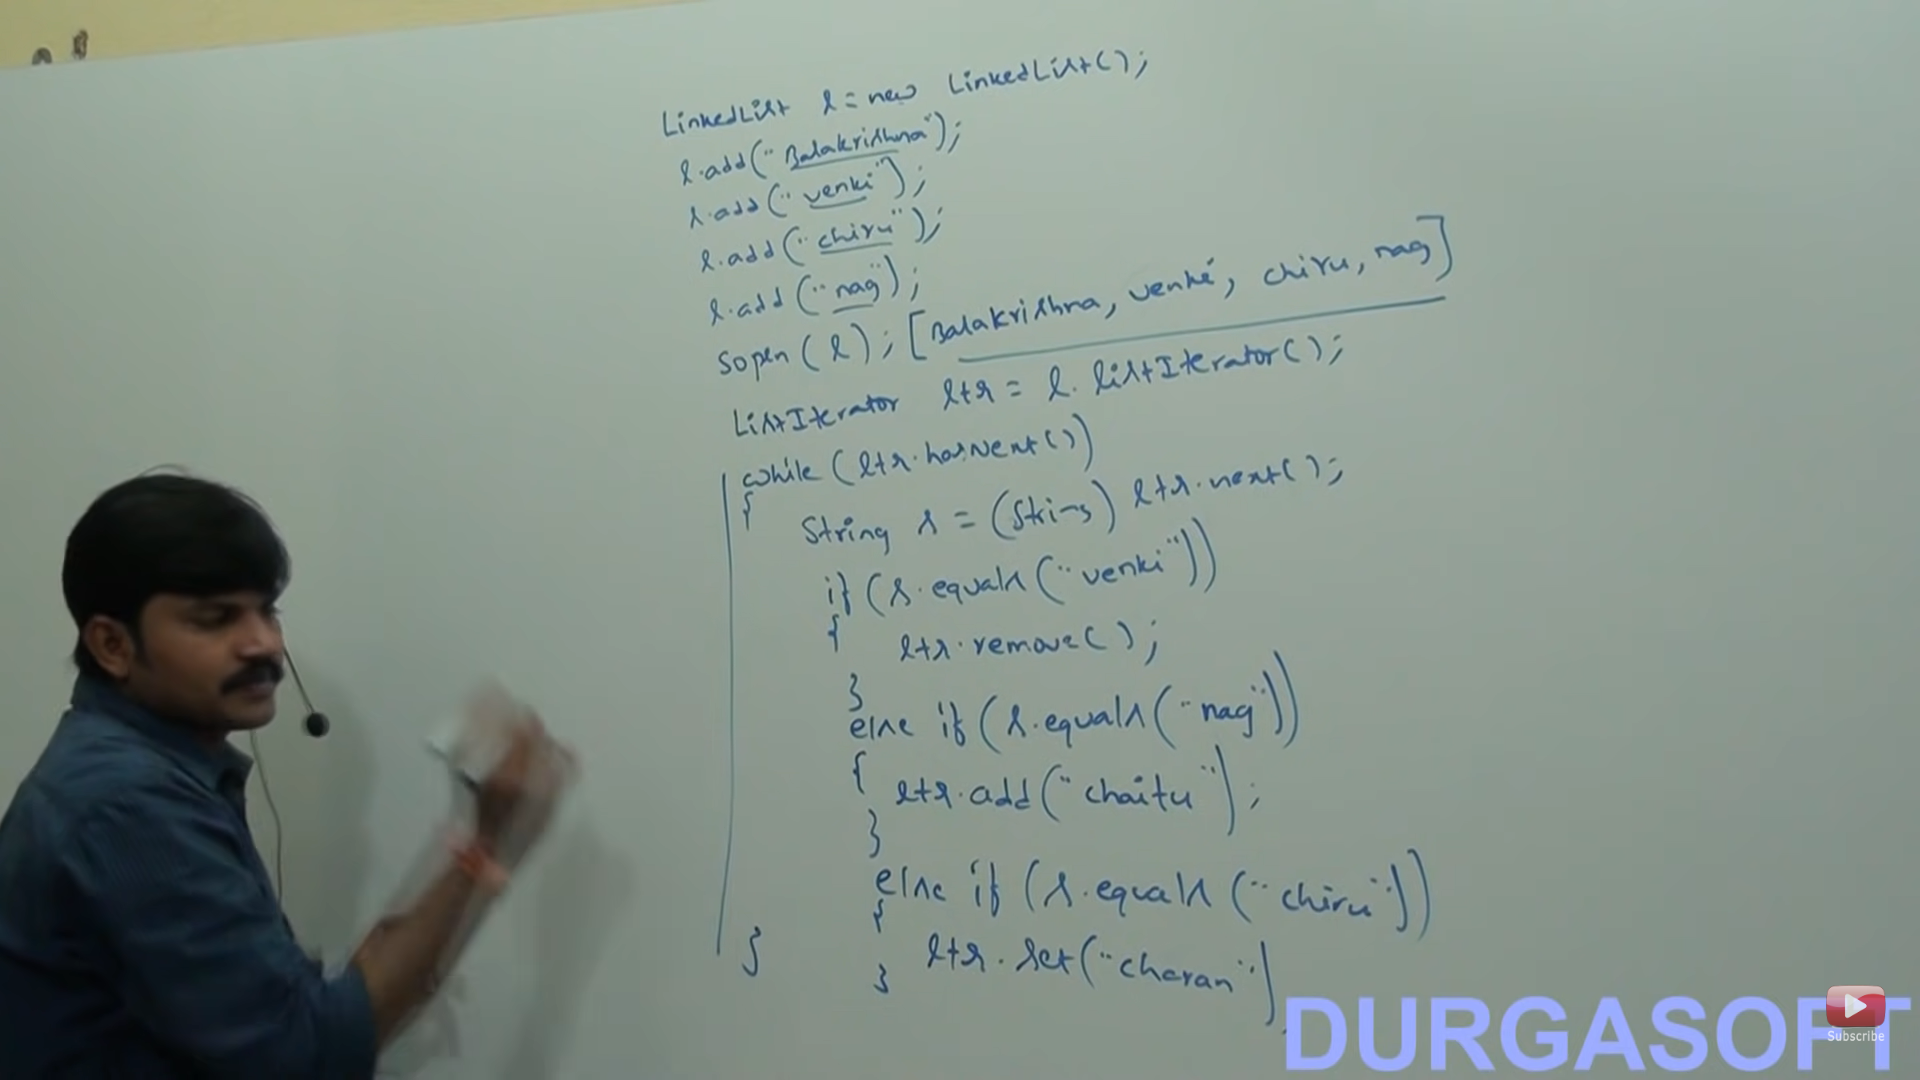 LinkedList l = new LinkedList();
l.add("Balakrishna");
l.add("venki");
l.add("chiru");
l.add("nag");
sopen(l); [Balakrishna, venki, chiru, nag]
ListIterator ltr = l.listIterator();
while (ltr.hasNext())
{
String s = (String) ltr.next();
if (s.equals("venki"))
{ ltr.remove();
}
else if (s.equals("nag"))
{ ltr.add("chaitu");
}
else if (s.equals("chiru"))
{
ltr.set("charan")
}
}
DURGASOFT
Subscribe